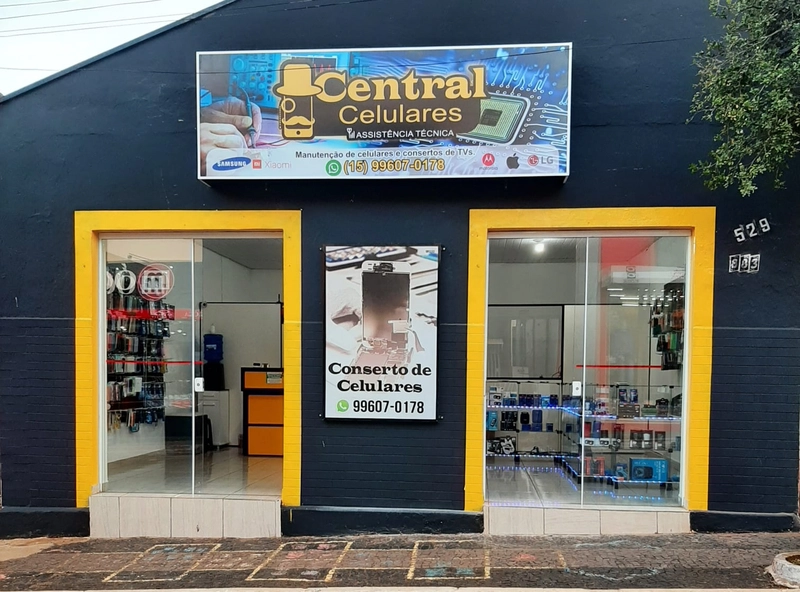 Central
Celulares
ASSISTÊNCIA TÉCNICA
Manutenção de celulares e consertos de TVs
SAMSUNG
Xiaomi
(15) 99607-0178
LG
529
803
Conserto de
Celulares
99607-0178